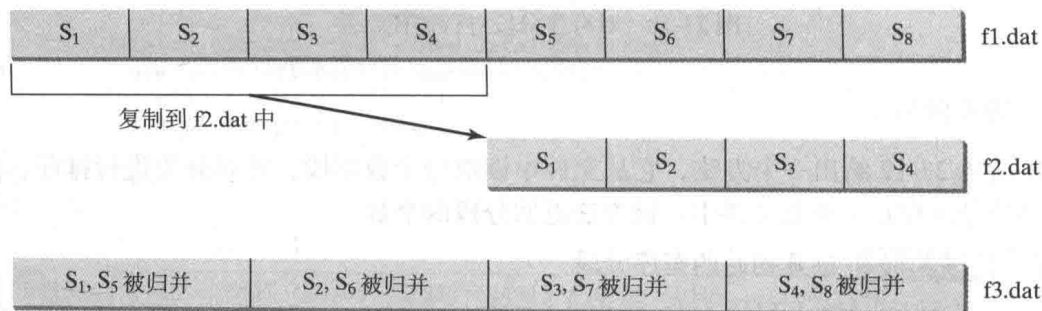 S₁ S₂ S₃ S₄ S₅ S₆ S₇ S₈ f1.dat
复制到 f2.dat 中
S₁ S₂ S₃ S₄ f2.dat
S₁, S₅ 被归并 S₂, S₆ 被归并 S₃, S₇ 被归并 S₄, S₈ 被归并 f3.dat